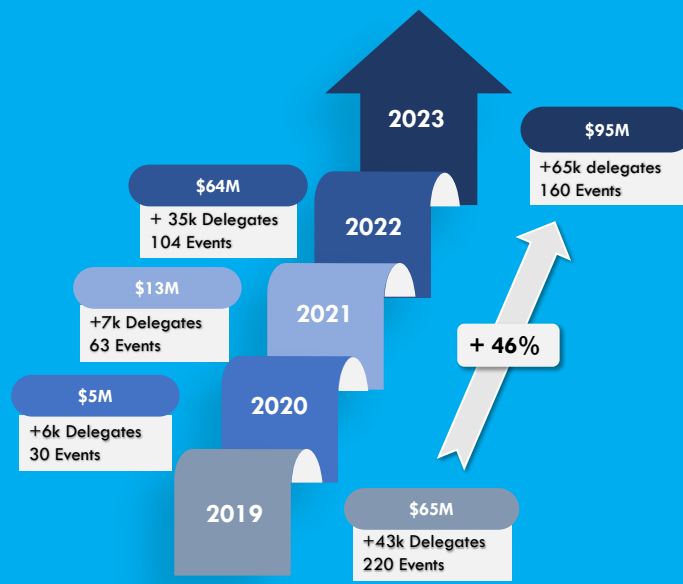 2023
$95M
+65k delegates
160 Events
$64M
+ 35k Delegates
104 Events
2022
$13M
+7k Delegates
63 Events
2021
+ 46%
$5M
+6k Delegates
30 Events
2020
2019
$65M
+43k Delegates
220 Events